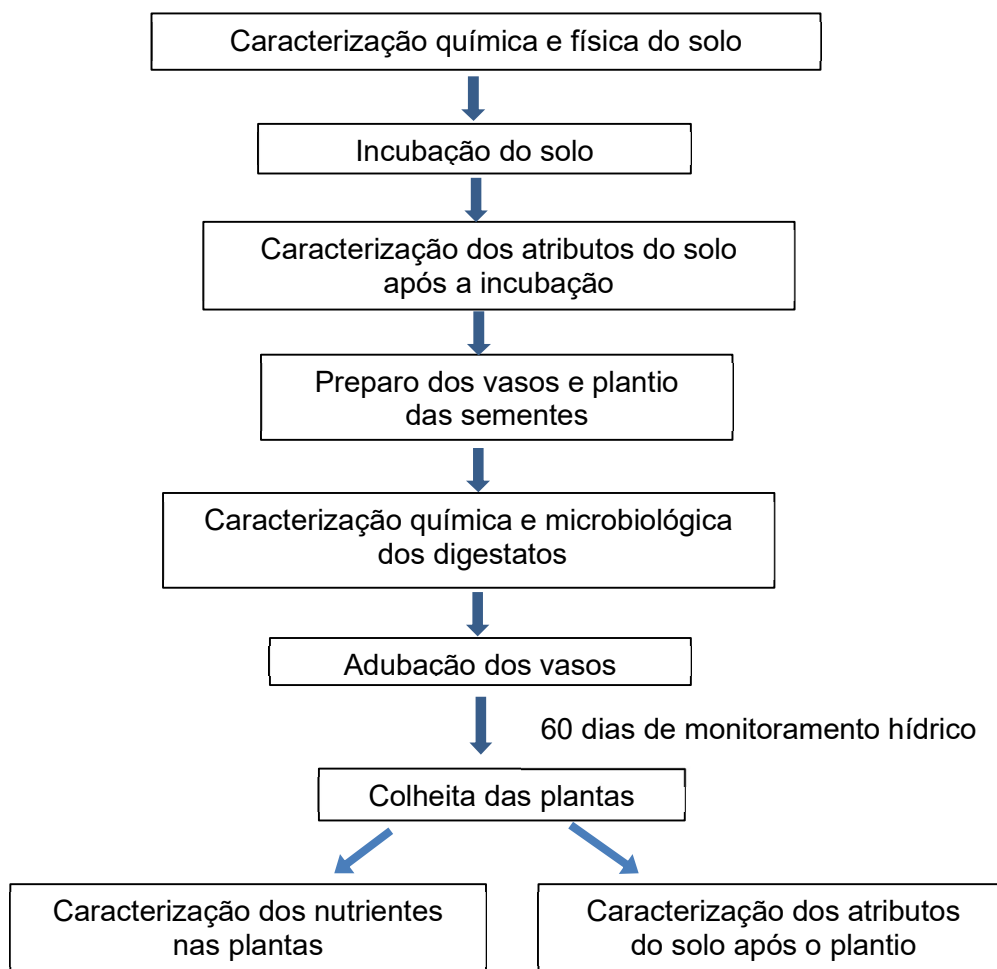 Caracterização química e física do solo
Incubação do solo
Caracterização dos atributos do solo
após a incubação
Preparo dos vasos e plantio
das sementes
Caracterização química e microbiológica
dos digestatos
Adubação dos vasos
60 dias de monitoramento hídrico
Colheita das plantas
Caracterização dos nutrientes
nas plantas
Caracterização dos atributos
do solo após o plantio